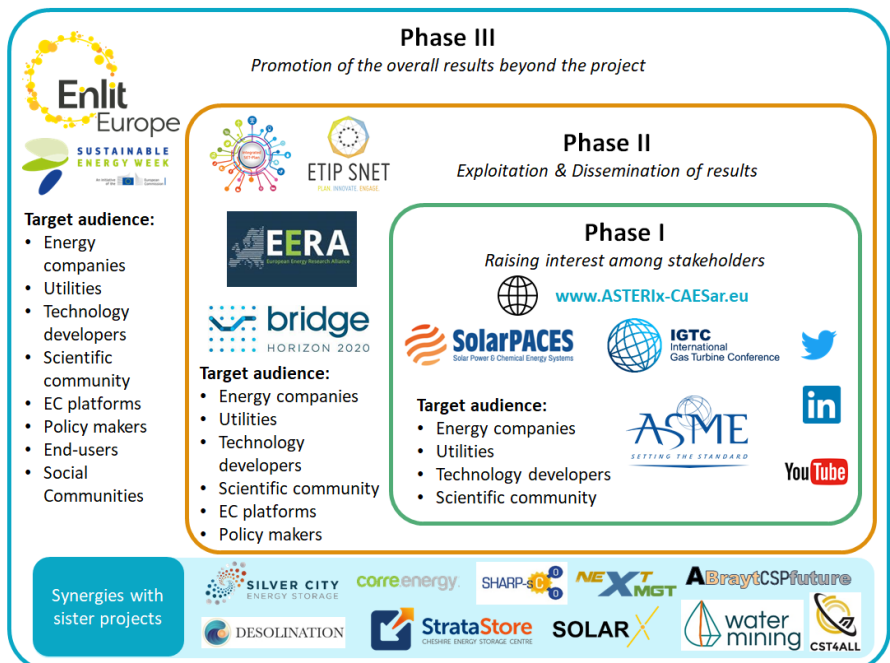 Phase III
Promotion of the overall results beyond the project
Enlit
Europe
SUSTAINABLE
ENERGY WEEK
Target audience:
• Energy
companies
• Utilities
• Technology
developers
• Scientific
community
• EC platforms
• Policy makers
• End-users
• Social
Communities
Phase II
Exploitation & Dissemination of results
Integrated
SET-Plan
ETIP SNET
PLAN. INNOVATE. ENGAGE.
EERA
European Energy Research Alliance
bridge
HORIZON 2020
Target audience:
• Energy companies
• Utilities
• Technology
developers
• Scientific community
• EC platforms
• Policy makers
Phase I
Raising interest among stakeholders
www.ASTERIx-CAESar.eu
SolarPACES
Solar Power & Chemical Energy Systems
IGTC
International
Gas Turbine Conference
Target audience:
• Energy companies
• Utilities
• Technology developers
• Scientific community
ASME
SETTING THE STANDARD
in
YouTube
Synergies with
sister projects
SILVER CITY
ENERGY STORAGE
corre energy
SHARP-sCO
NEXTMGT
ABraytCSPfuture
DESOLINATION
StrataStore
CHESHIRE ENERGY STORAGE CENTRE
SOLARX
water
mining
CST4ALL